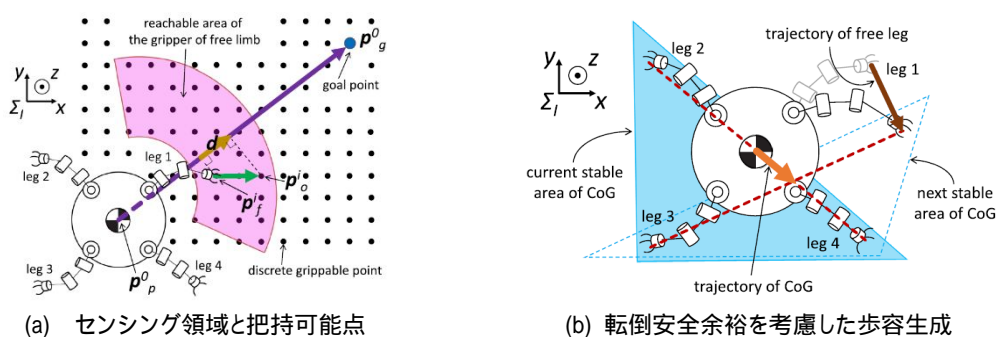 reachable area of
the gripper of free limb
p⁰g
goal point
y
z
x
Σ_I
d
leg 1
leg 2
pⁱo
pⁱf
leg 3
leg 4
p⁰p
discrete grippable point
(a) センシング領域と把持可能点
leg 2
trajectory of free leg
leg 1
y
z
x
Σ_I
current stable
area of CoG
next stable
area of CoG
leg 3
leg 4
trajectory of CoG
(b) 転倒安全余裕を考慮した歩容生成